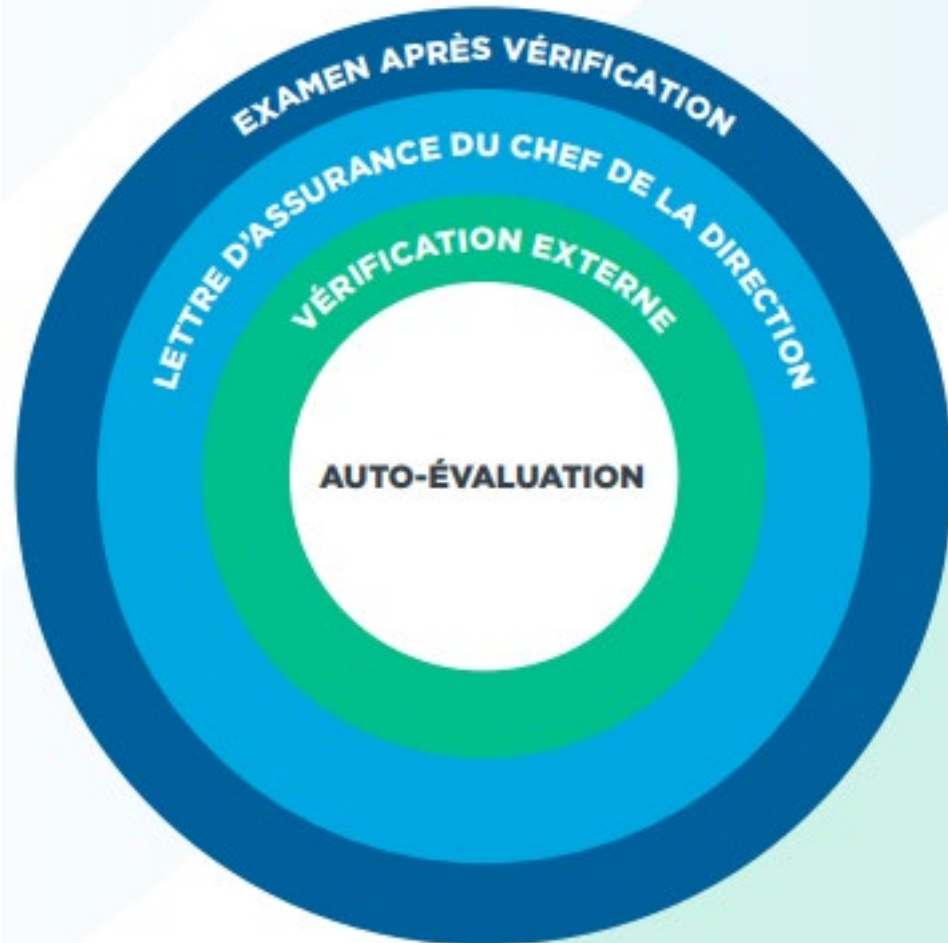 EXAMEN APRÈS VÉRIFICATION
LETTRE D'ASSURANCE DU CHEF DE LA DIRECTION
VÉRIFICATION EXTERNE
AUTO-ÉVALUATION